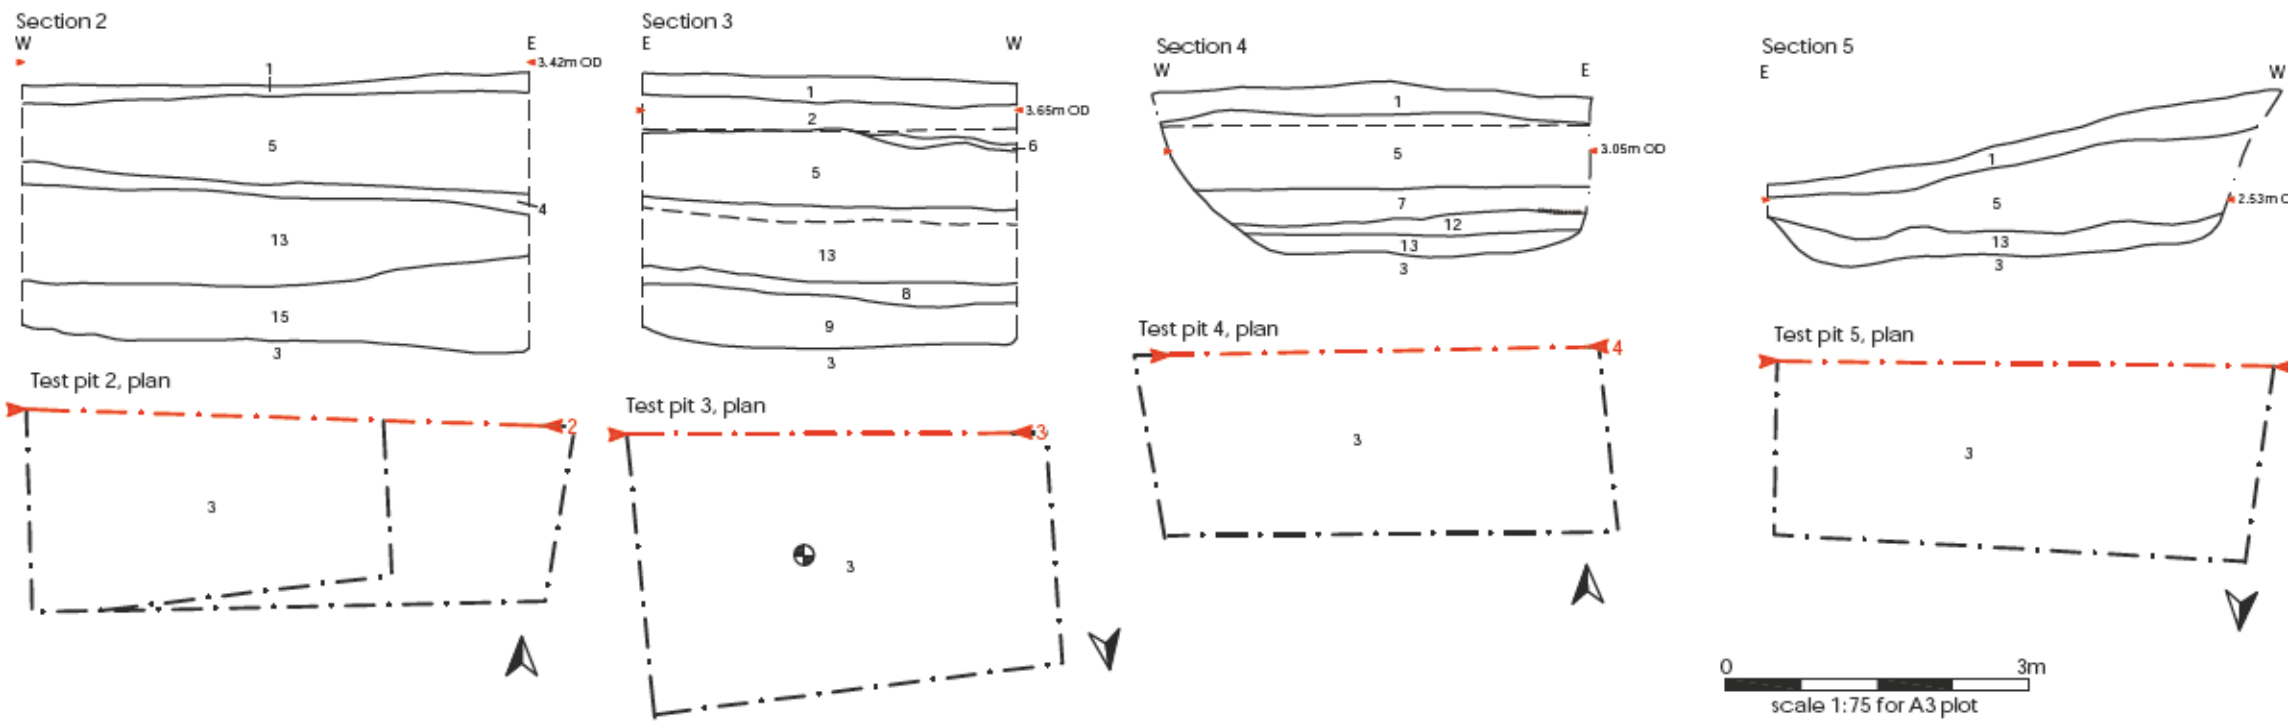 Section 2
W
E
3.42m OD
1
5
4
13
15
3
Test pit 2, plan
2
3
Section 3
E
W
1
3.65m OD
2
6
5
13
8
9
3
Test pit 3, plan
3
3
Section 4
W
E
1
3.05m OD
5
7
12
13
3
Test pit 4, plan
4
3
Section 5
E
W
1
2.53m O
5
13
3
Test pit 5, plan
3
0 3m
scale 1:75 for A3 plot